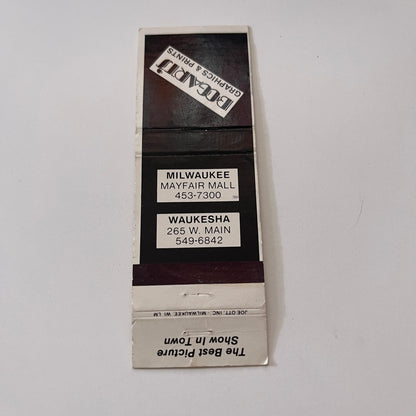 BOGART'S
GRAPHICS & PRINTS
MILWAUKEE
MAYFAIR MALL
453-7300
WAUKESHA
265 W. MAIN
549-6842
JOE OTT, INC. MILWAUKEE WI LM
The Best Picture
Show In Town